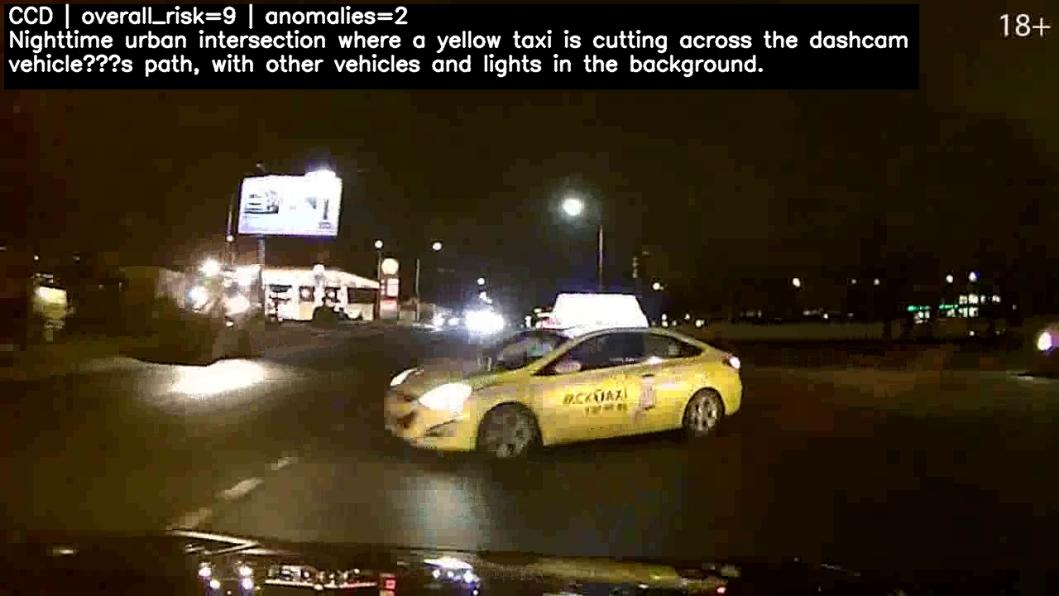 CCD | overall_risk=9 | anomalies=2
Nighttime urban intersection where a yellow taxi is cutting across the dashcam
vehicle???s path, with other vehicles and lights in the background.
18+